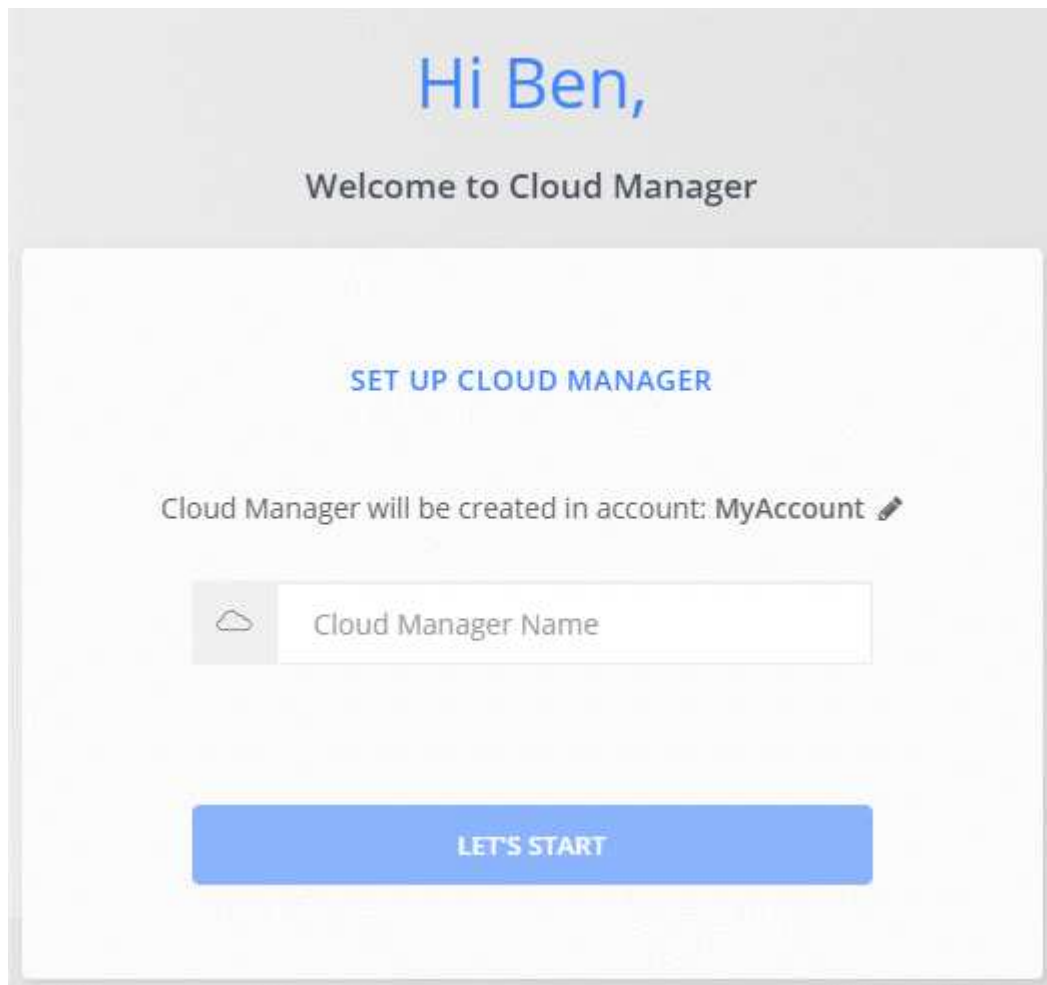 Hi Ben,
Welcome to Cloud Manager
SET UP CLOUD MANAGER
Cloud Manager will be created in account: MyAccount
Cloud Manager Name
LET'S START